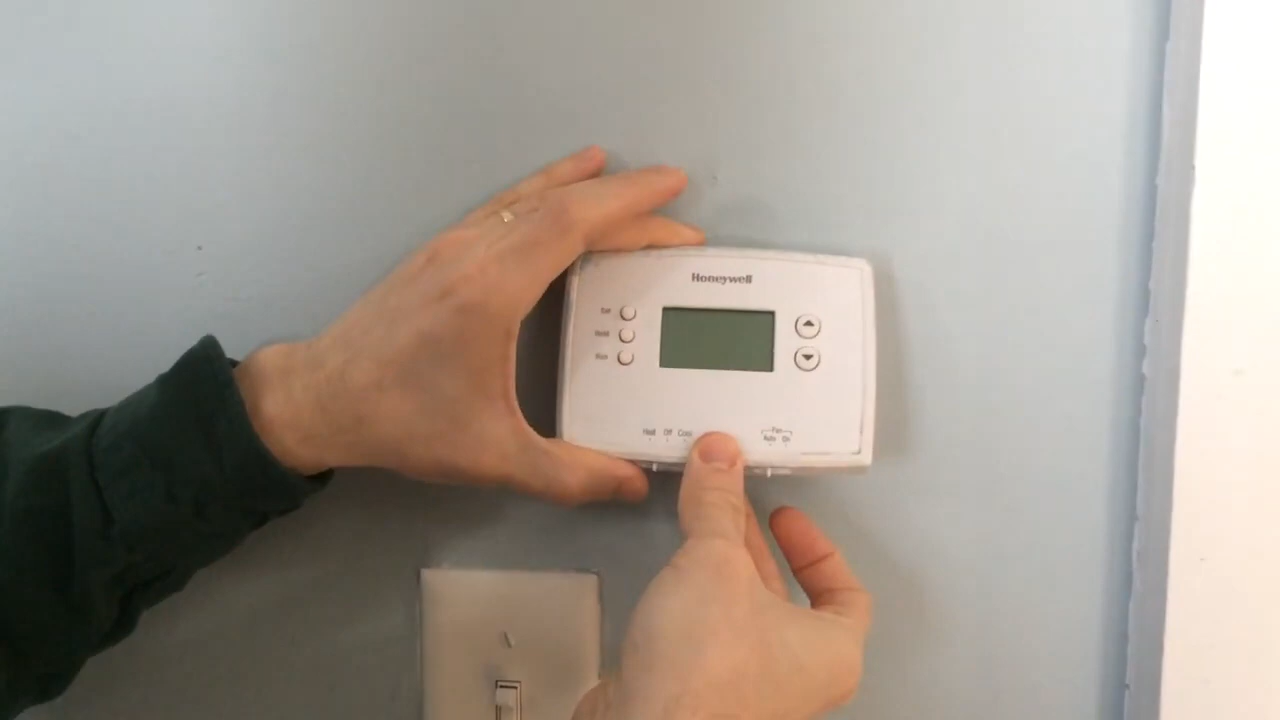 Honeywell
Set
Hold
Run
Heat Off Cool
Fan
Auto On